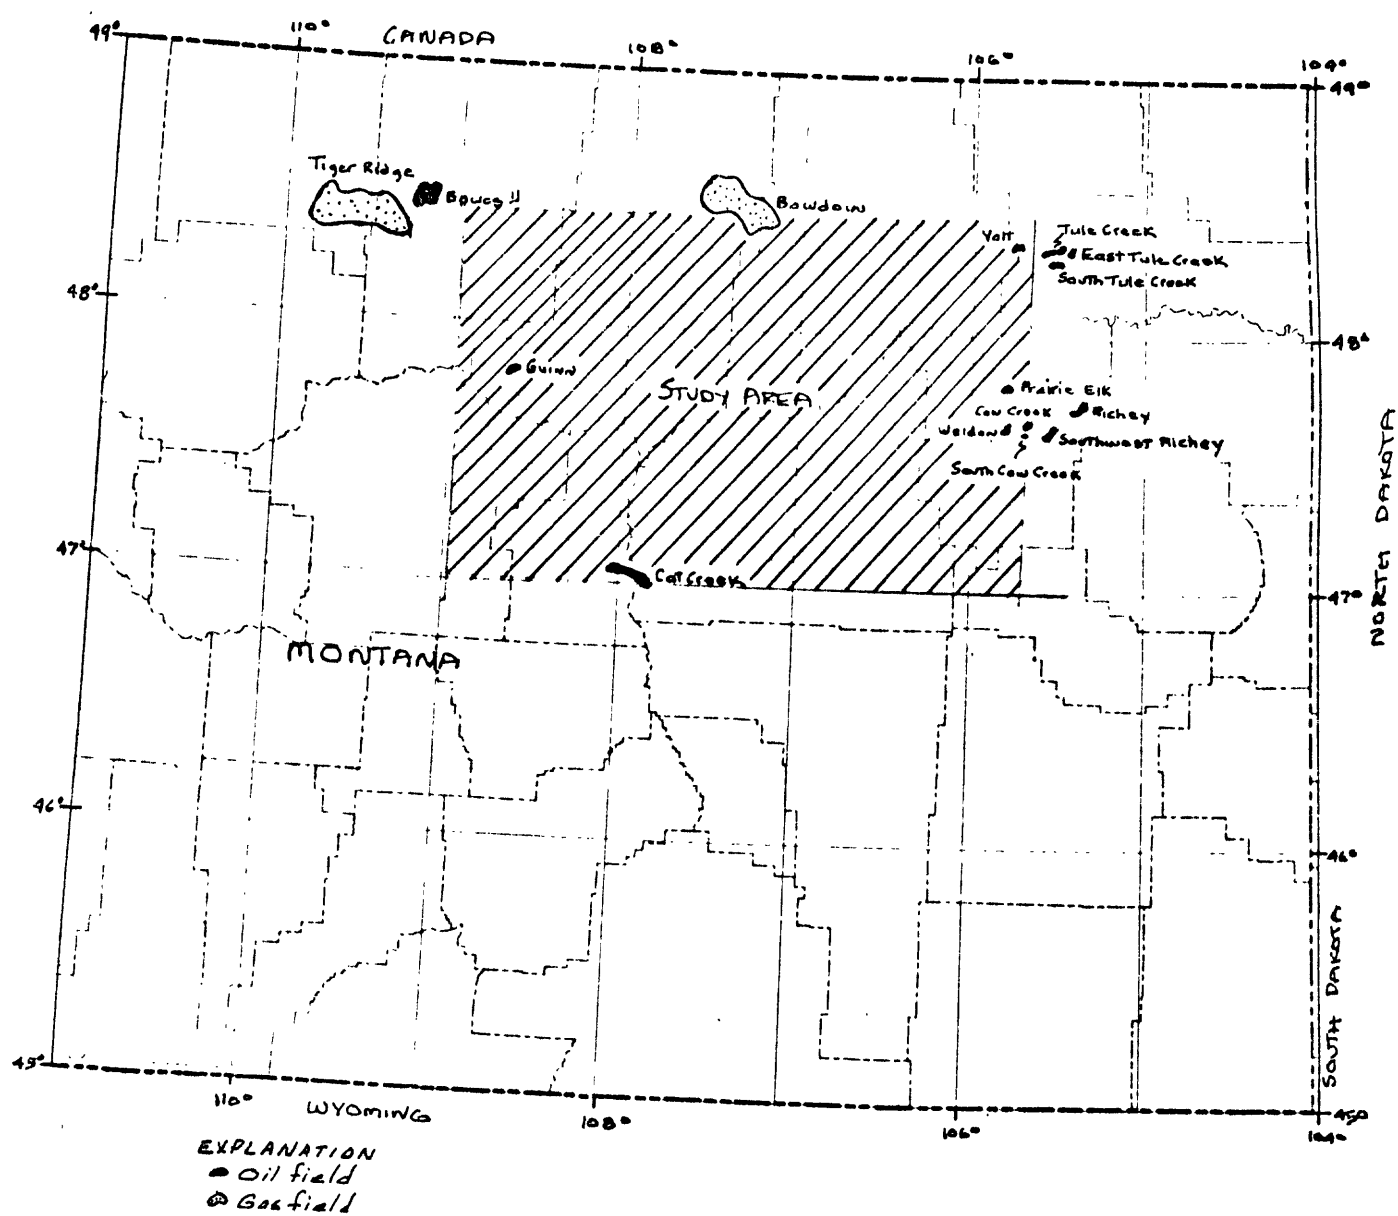 49° 110° CANADA 108° 106° 104°
49°
Tiger Ridge
Bowes
Bowdoin
Tule Creek
Volt
East Tule Creek
South Tule Creek
48°
48°
Guinn
STUDY AREA
Prairie Elk
Cow Creek Richey
Weldon Southwest Richey
South Cow Creek
NORTH DAKOTA
47°
Cat Creek
47°
MONTANA
46°
46°
SOUTH DAKOTA
45°
110° WYOMING 108° 106° 104°
45°
EXPLANATION
Oil field
Gas field